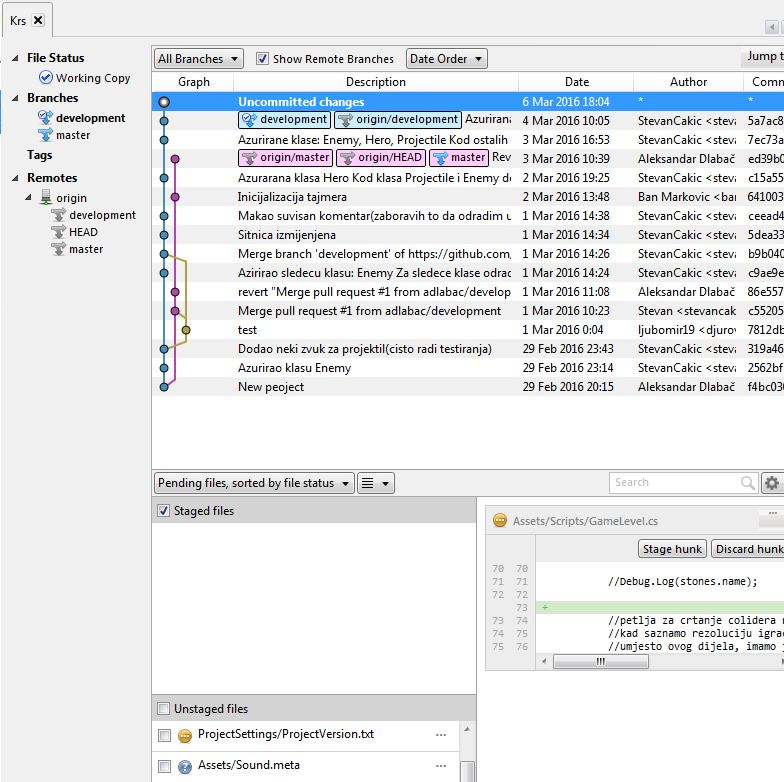 Krs
File Status
Working Copy
Branches
development
master
Tags
Remotes
origin
development
HEAD
master
All Branches Show Remote Branches Date Order Jump t
Graph Description Date Author Comm
Uncommitted changes 6 Mar 2016 18:04 * *
development origin/development Azurirana 4 Mar 2016 10:05 StevanCakic <steva 5a7ac8
Azurirane klase: Enemy, Hero, Projectile Kod ostalih 3 Mar 2016 16:53 StevanCakic <steva 7ec73a
origin/master origin/HEAD master Rev 3 Mar 2016 10:39 Aleksandar Dlabač ed39b0
Azurarana klasa Hero Kod klasa Projectile i Enemy do 2 Mar 2016 19:25 StevanCakic <steva c15a55
Inicijalizacija tajmera 2 Mar 2016 13:48 Ban Markovic <bar 641003
Makao suvisan komentar(zaboravih to da odradim u 1 Mar 2016 14:38 StevanCakic <steva ceead4
Sitnica izmijenjena 1 Mar 2016 14:34 StevanCakic <steva 5dea33
Merge branch 'development' of https://github.com, 1 Mar 2016 14:26 StevanCakic <steva b9b040
Azirirao sledecu klasu: Enemy Za sledece klase odrac 1 Mar 2016 14:24 StevanCakic <steva c9ae9e
revert "Merge pull request #1 from adlabac/develop 1 Mar 2016 11:08 Aleksandar Dlabač 86e557
Merge pull request #1 from adlabac/development 1 Mar 2016 10:23 Stevan <stevancak c55205
test 1 Mar 2016 0:04 ljubomir19 <djurov 7812db
Dodao neki zvuk za projektil(cisto radi testiranja) 29 Feb 2016 23:43 StevanCakic <steva 319a46
Azurirao klasu Enemy 29 Feb 2016 23:14 StevanCakic <steva 2562bf
New peoject 29 Feb 2016 20:15 Aleksandar Dlabač f4bc03
Pending files, sorted by file status Search
Staged files
Assets/Scripts/GameLevel.cs
Stage hunk Discard hunk
70 70
71 71 //Debug.Log(stones.name);
72 72
73 +
73 74 //petlja za crtanje colidera
74 75 //kad saznamo rezoluciju igra
75 76 //umjesto ovog dijela, imamo
Unstaged files
ProjectSettings/ProjectVersion.txt ...
Assets/Sound.meta ...